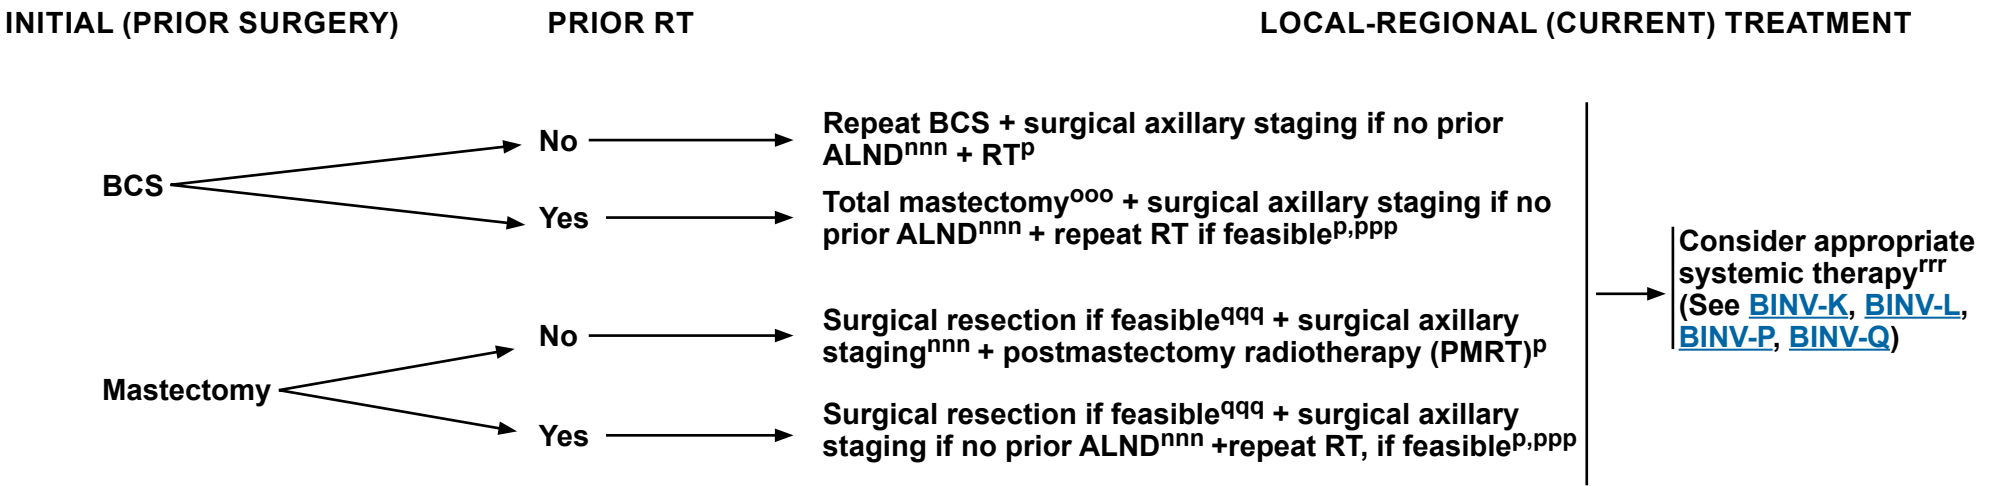 INITIAL (PRIOR SURGERY) PRIOR RT LOCAL-REGIONAL (CURRENT) TREATMENT
BCS
No
Repeat BCS + surgical axillary staging if no prior
ALNDnnn + RTp
Yes
Total mastectomyooo + surgical axillary staging if no
prior ALNDnnn + repeat RT if feasiblep,ppp
Mastectomy
No
Surgical resection if feasibleqqq + surgical axillary
stagingnnn + postmastectomy radiotherapy (PMRT)p
Yes
Surgical resection if feasibleqqq + surgical axillary
staging if no prior ALNDnnn +repeat RT, if feasiblep,ppp
Consider appropriate
systemic therapyrrr
(See BINV-K, BINV-L,
BINV-P, BINV-Q)